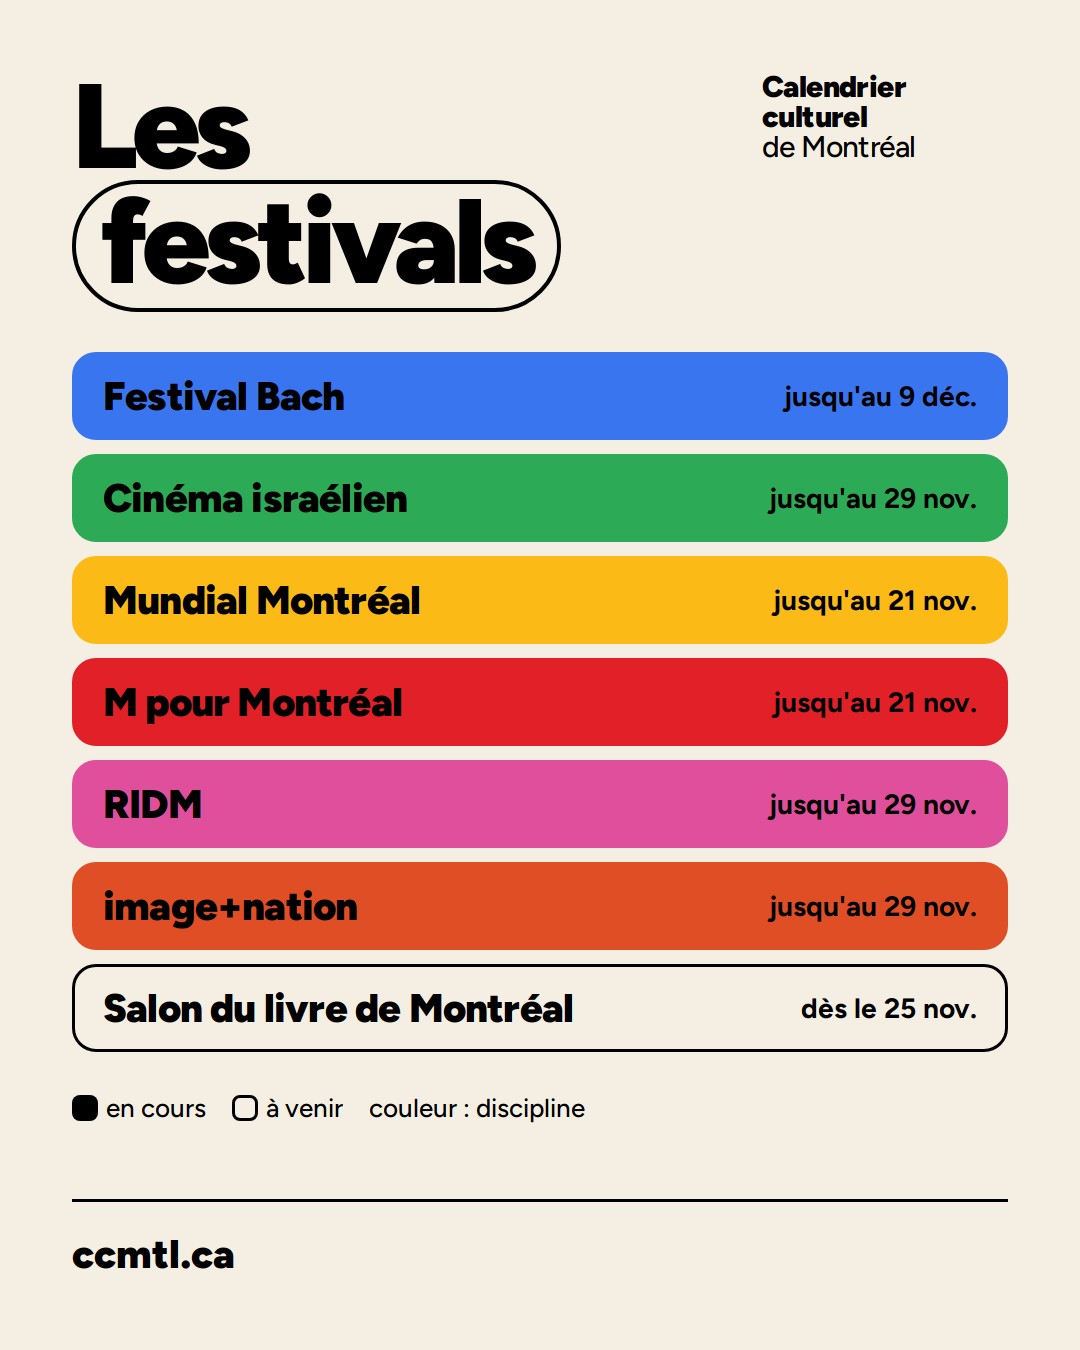 Les
festivals
Calendrier
culturel
de Montréal
Festival Bach jusqu'au 9 déc.
Cinéma israélien jusqu'au 29 nov.
Mundial Montréal jusqu'au 21 nov.
M pour Montréal jusqu'au 21 nov.
RIDM jusqu'au 29 nov.
image+nation jusqu'au 29 nov.
Salon du livre de Montréal dès le 25 nov.
en cours à venir couleur : discipline
ccmtl.ca